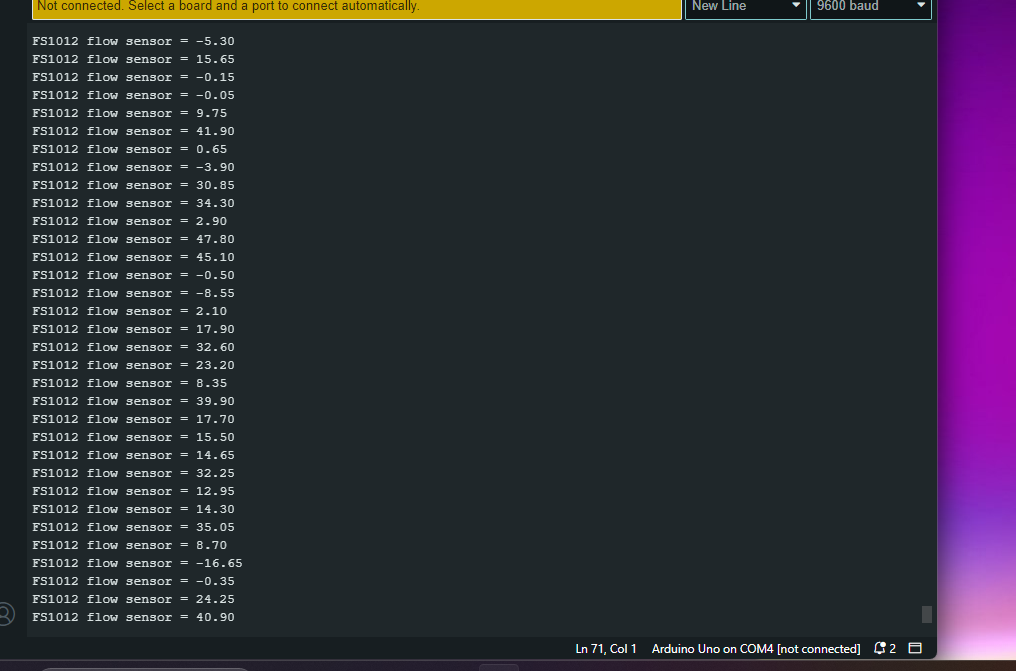 Not connected. Select a board and a port to connect automatically.
New Line
9600 baud
FS1012 flow sensor = -5.30
FS1012 flow sensor = 15.65
FS1012 flow sensor = -0.15
FS1012 flow sensor = -0.05
FS1012 flow sensor = 9.75
FS1012 flow sensor = 41.90
FS1012 flow sensor = 0.65
FS1012 flow sensor = -3.90
FS1012 flow sensor = 30.85
FS1012 flow sensor = 34.30
FS1012 flow sensor = 2.90
FS1012 flow sensor = 47.80
FS1012 flow sensor = 45.10
FS1012 flow sensor = -0.50
FS1012 flow sensor = -8.55
FS1012 flow sensor = 2.10
FS1012 flow sensor = 17.90
FS1012 flow sensor = 32.60
FS1012 flow sensor = 23.20
FS1012 flow sensor = 8.35
FS1012 flow sensor = 39.90
FS1012 flow sensor = 17.70
FS1012 flow sensor = 15.50
FS1012 flow sensor = 14.65
FS1012 flow sensor = 32.25
FS1012 flow sensor = 12.95
FS1012 flow sensor = 14.30
FS1012 flow sensor = 35.05
FS1012 flow sensor = 8.70
FS1012 flow sensor = -16.65
FS1012 flow sensor = -0.35
FS1012 flow sensor = 24.25
FS1012 flow sensor = 40.90
Ln 71, Col 1 Arduino Uno on COM4 [not connected] 2